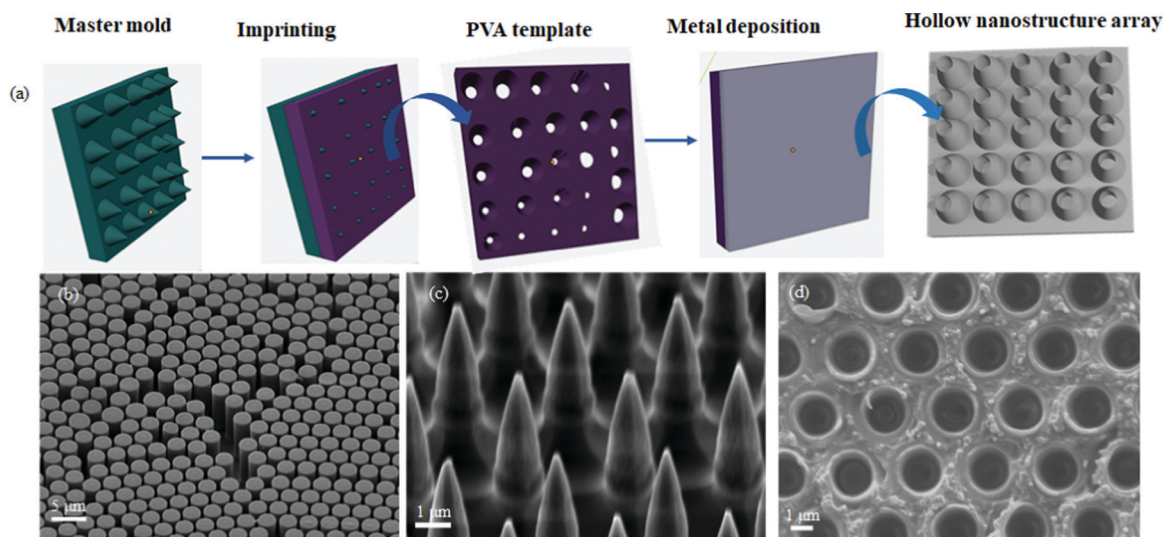 Master mold
Imprinting
PVA template
Metal deposition
Hollow nanostructure array
(a)
(b)
(c)
(d)
5 μm
1 μm
1 μm